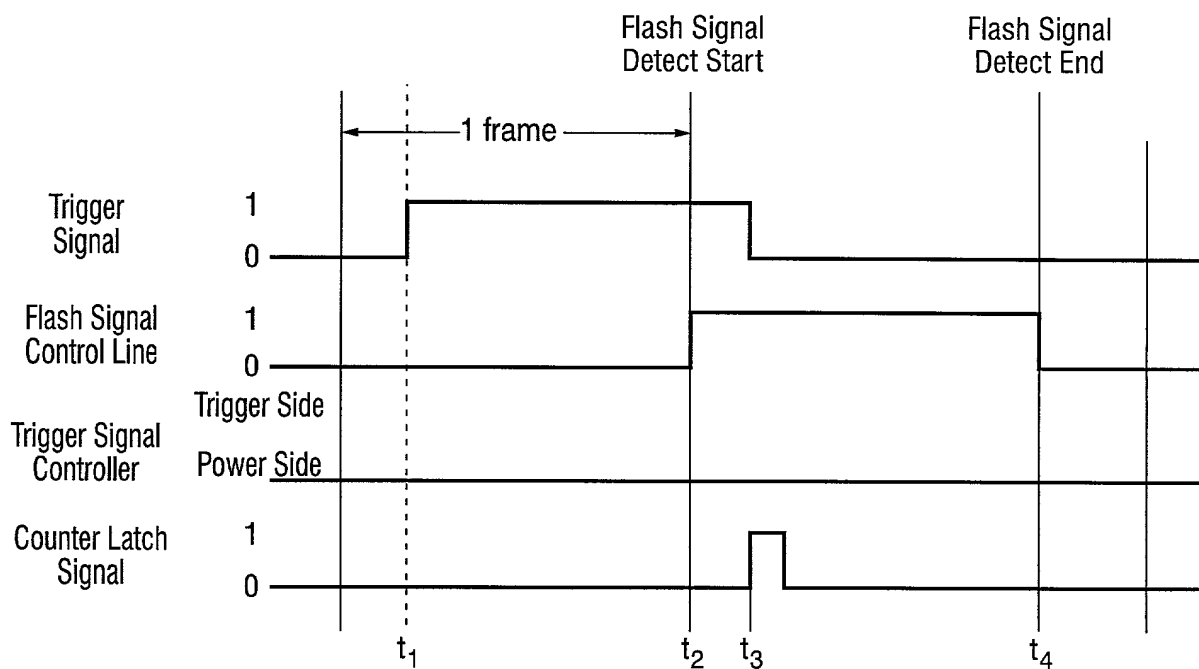 Flash Signal
Detect Start
Flash Signal
Detect End
1 frame
Trigger
Signal
1
0
Flash Signal
Control Line
1
0
Trigger Side
Trigger Signal
Controller
Power Side
Counter Latch
Signal
1
0
t1
t2
t3
t4